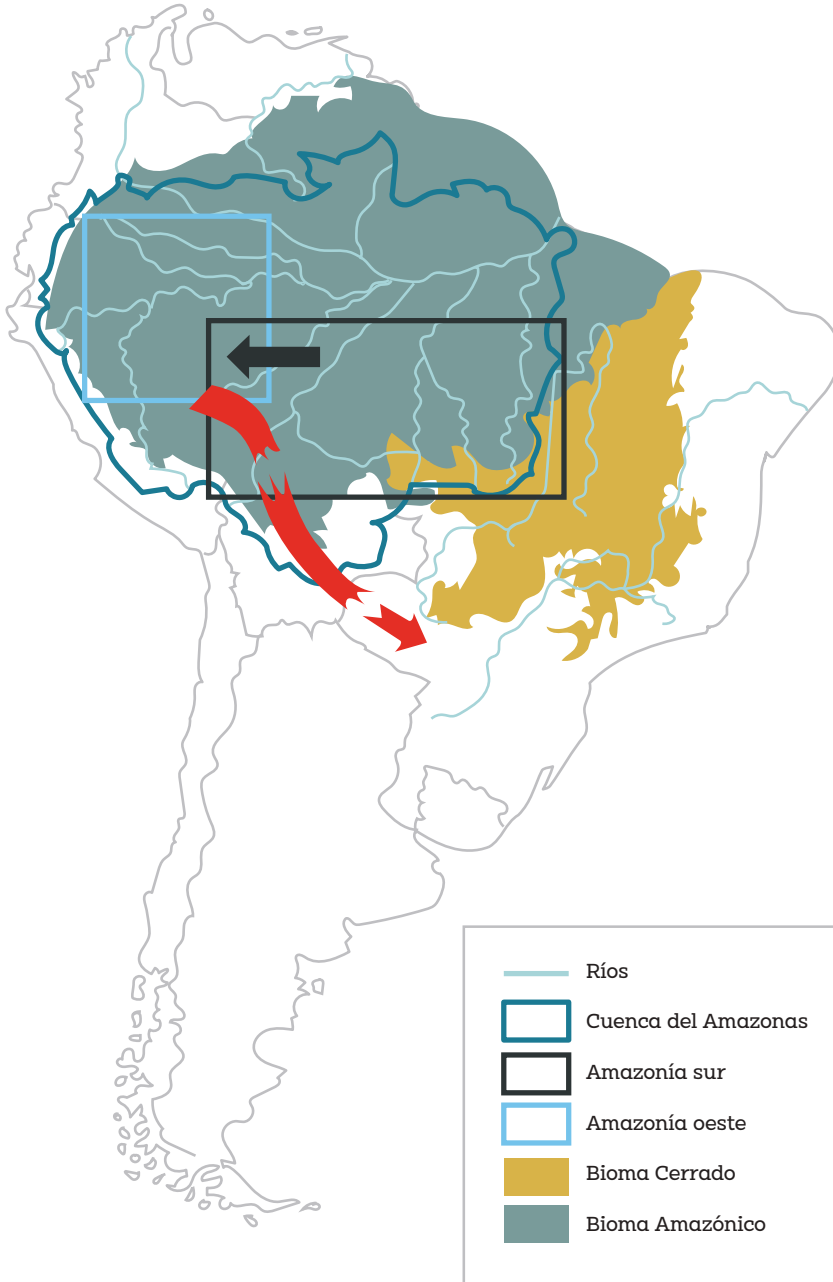 Ríos
Cuenca del Amazonas
Amazonía sur
Amazonía oeste
Bioma Cerrado
Bioma Amazónico